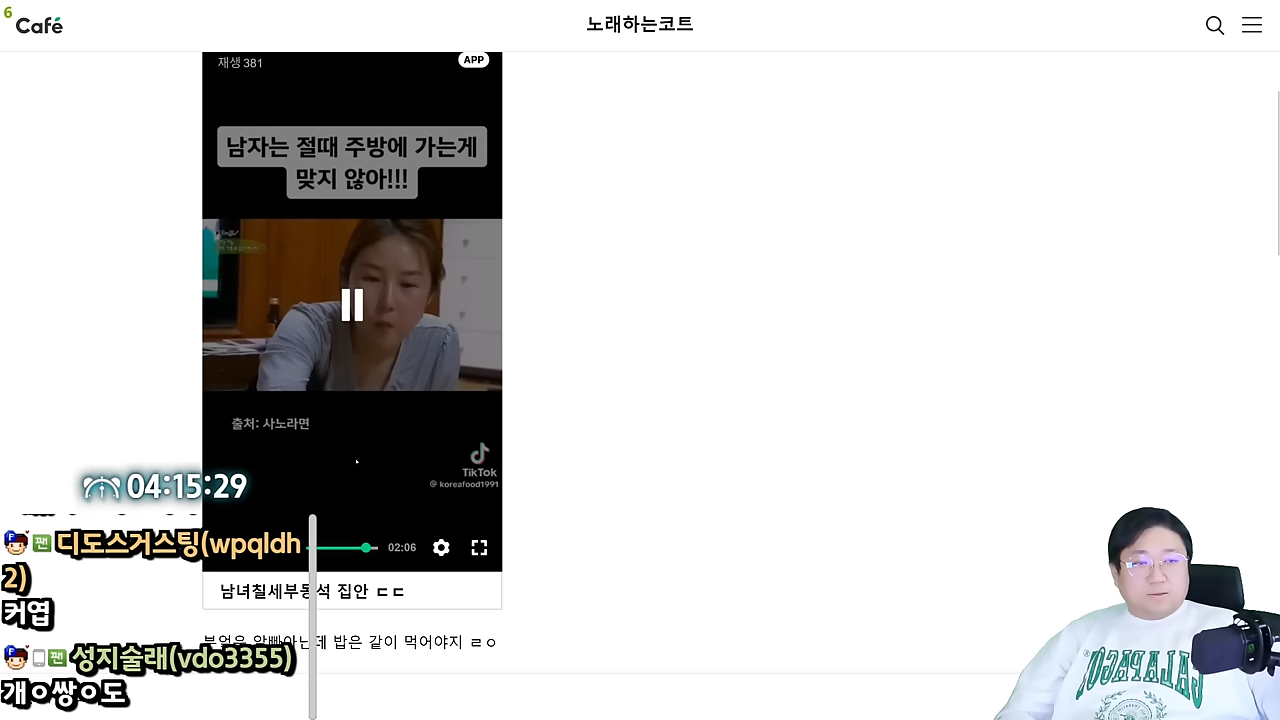 6
Café
노래하는코트
재생 381
APP
남자는 절때 주방에 가는게
맞지 않아!!!
출처: 사노라면
TikTok
@ koreafood1991
04:15:29
02:06
팬 디도스거스팅(wpqldh
2)
커엽
팬 성지술래(vdo3355)
개ㅇ쌍ㅇ도
남녀칠세부동석 집안 ㄷㄷ
밥은 같이 먹어야지 ㄹㅇ
GALAPAGOS